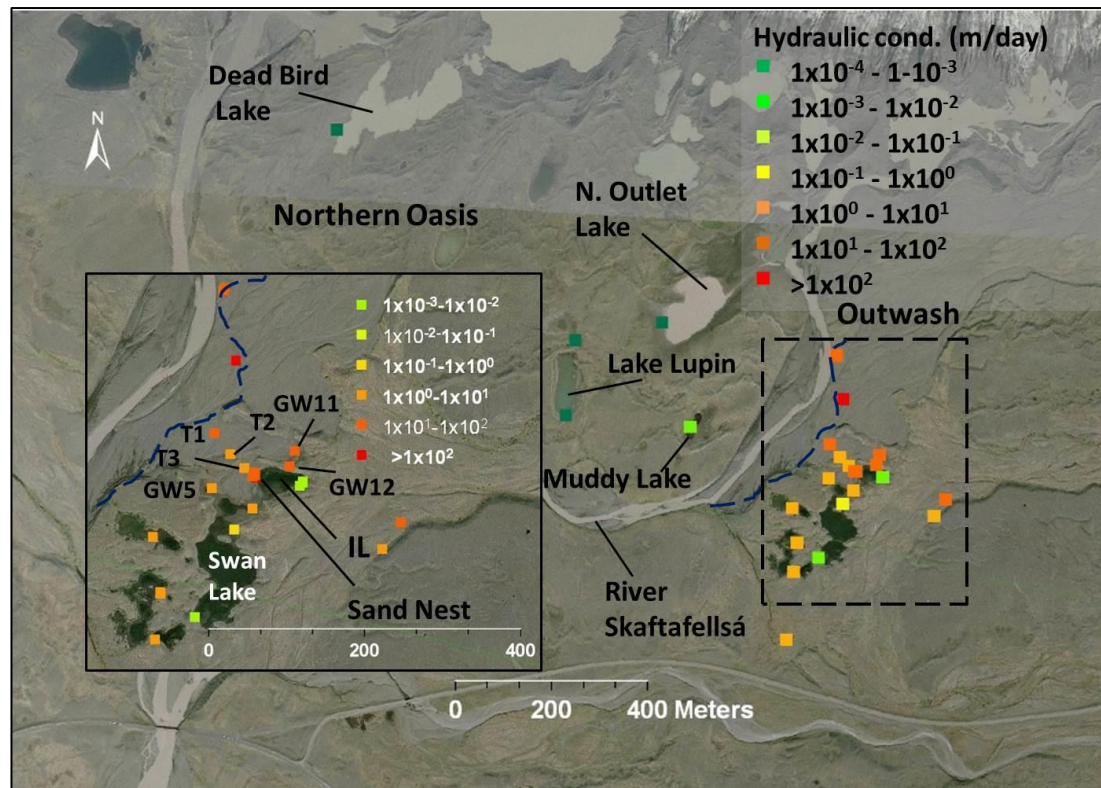 Hydraulic cond. (m/day)
1x10⁻⁴ - 1-10⁻³
1x10⁻³ - 1x10⁻²
1x10⁻² - 1x10⁻¹
1x10⁻¹ - 1x10⁰
1x10⁰ - 1x10¹
1x10¹ - 1x10²
>1x10²
Dead Bird
Lake
N
N. Outlet
Lake
Northern Oasis
Outwash
Lake Lupin
Muddy Lake
River
Skaftafellsá
1x10⁻³-1x10⁻²
1x10⁻²-1x10⁻¹
1x10⁻¹-1x10⁰
1x10⁰-1x10¹
1x10¹-1x10²
>1x10²
GW11
T2
T1
T3
GW12
GW5
IL
Swan
Lake
Sand Nest
0 200 400
0 200 400 Meters